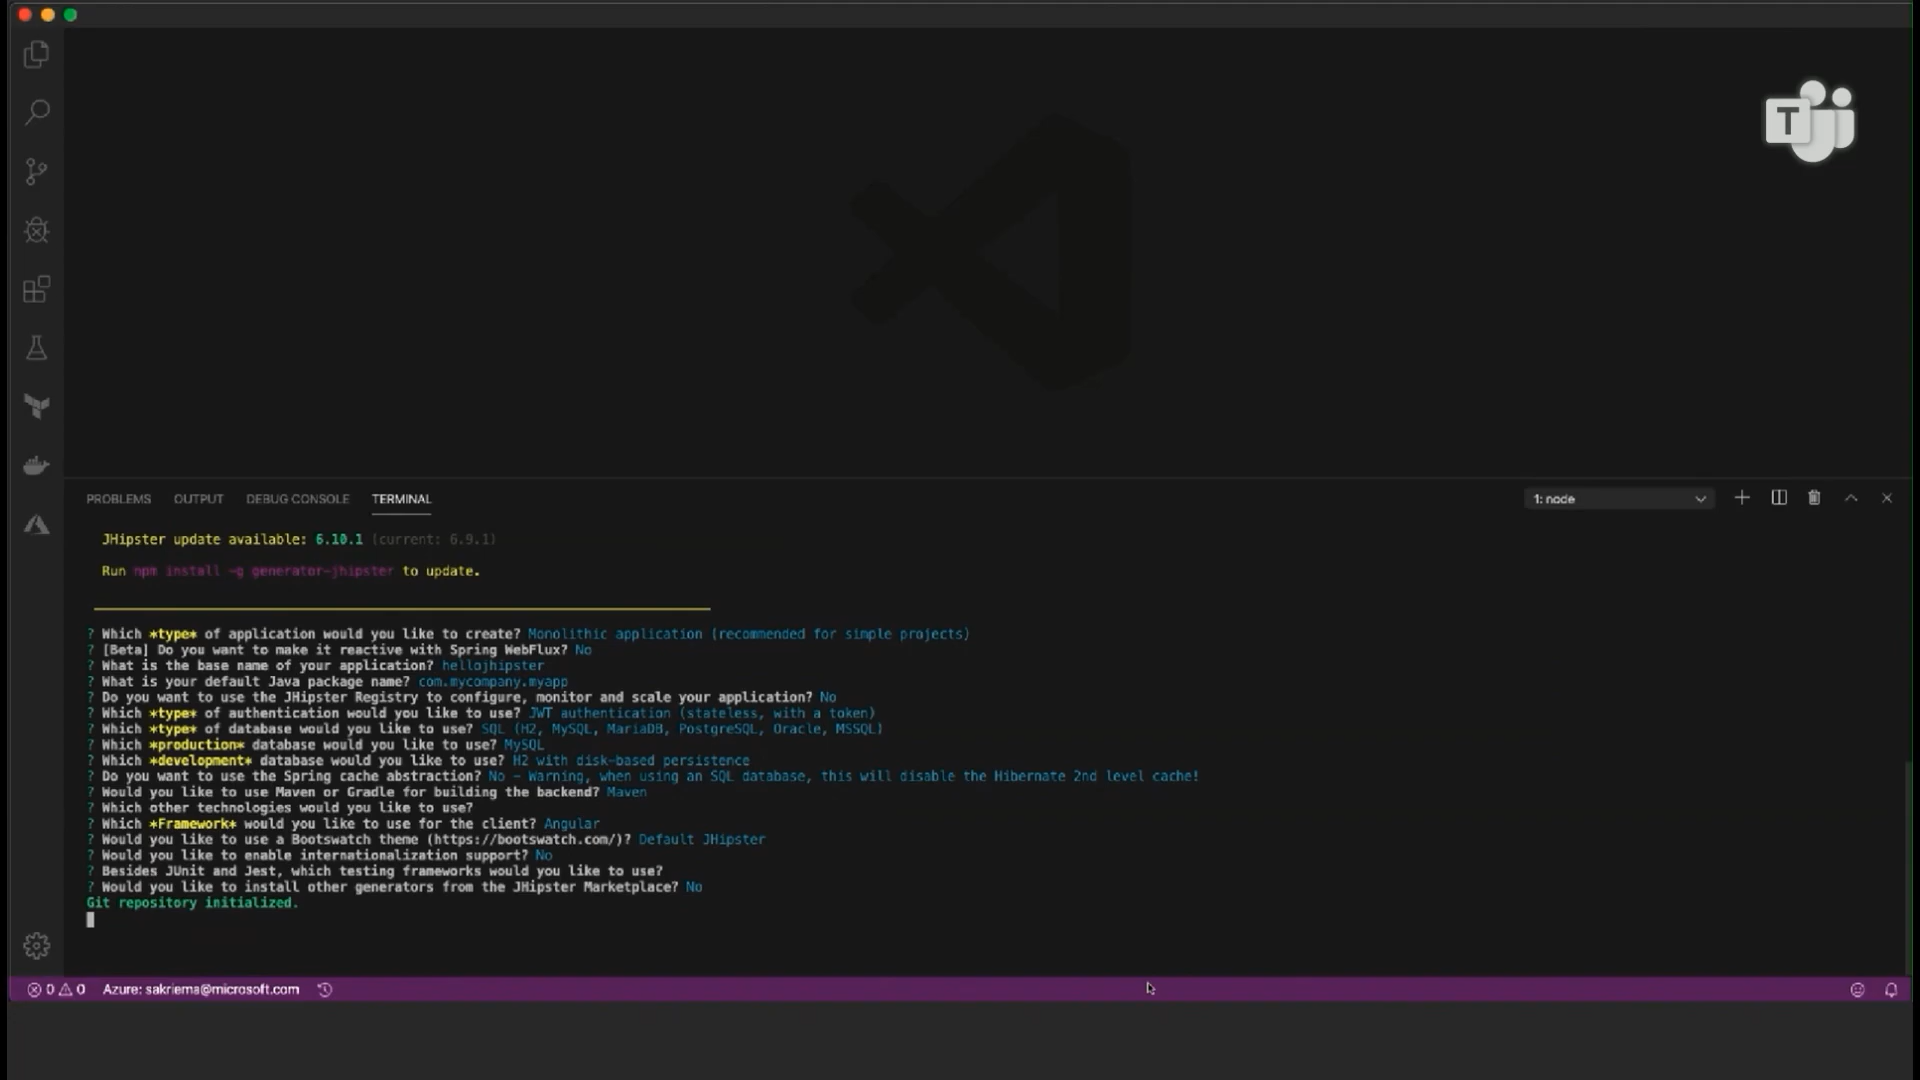 T
PROBLEMS OUTPUT DEBUG CONSOLE TERMINAL 1: node
JHipster update available: 6.10.1 (current: 6.9.1)
Run npm install -g generator-jhipster to update.
? Which *type* of application would you like to create? Monolithic application (recommended for simple projects)
? [Beta] Do you want to make it reactive with Spring WebFlux? No
? What is the base name of your application? hellojhipster
? What is your default Java package name? com.mycompany.myapp
? Do you want to use the JHipster Registry to configure, monitor and scale your application? No
? Which *type* of authentication would you like to use? JWT authentication (stateless, with a token)
? Which *type* of database would you like to use? SQL (H2, MySQL, MariaDB, PostgreSQL, Oracle, MSSQL)
? Which *production* database would you like to use? MySQL
? Which *development* database would you like to use? H2 with disk-based persistence
? Do you want to use the Spring cache abstraction? No - Warning, when using an SQL database, this will disable the Hibernate 2nd level cache!
? Would you like to use Maven or Gradle for building the backend? Maven
? Which other technologies would you like to use?
? Which *Framework* would you like to use for the client? Angular
? Would you like to use a Bootswatch theme (https://bootswatch.com/)? Default JHipster
? Would you like to enable internationalization support? No
? Besides JUnit and Jest, which testing frameworks would you like to use?
? Would you like to install other generators from the JHipster Marketplace? No
Git repository initialized.
0 0 Azure: sakriema@microsoft.com